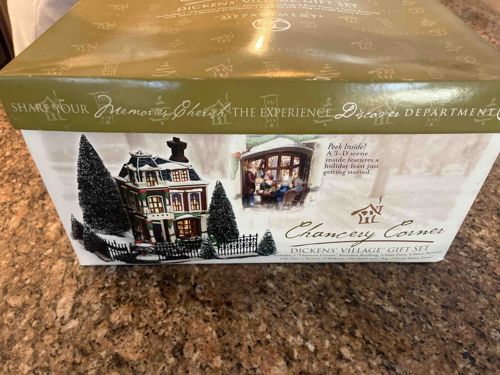 DICKENS' VILLAGE GIFT SET
DEPARTMENT
SHARE YOUR Memories Cherish THE EXPERIENCE Discover DEPARTMENT
Peek Inside!
A 3-D scene
inside features a
holiday feast just
getting started.
Chancery Corner
DICKENS' VILLAGE GIFT SET